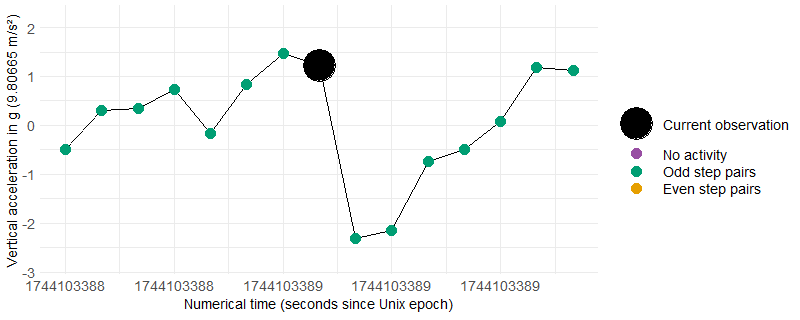 2
1
0
-1
-2
-3
Vertical acceleration in g (9.80665 m/s²)
1744103388 1744103388 1744103389 1744103389 1744103389
Numerical time (seconds since Unix epoch)
Current observation
No activity
Odd step pairs
Even step pairs